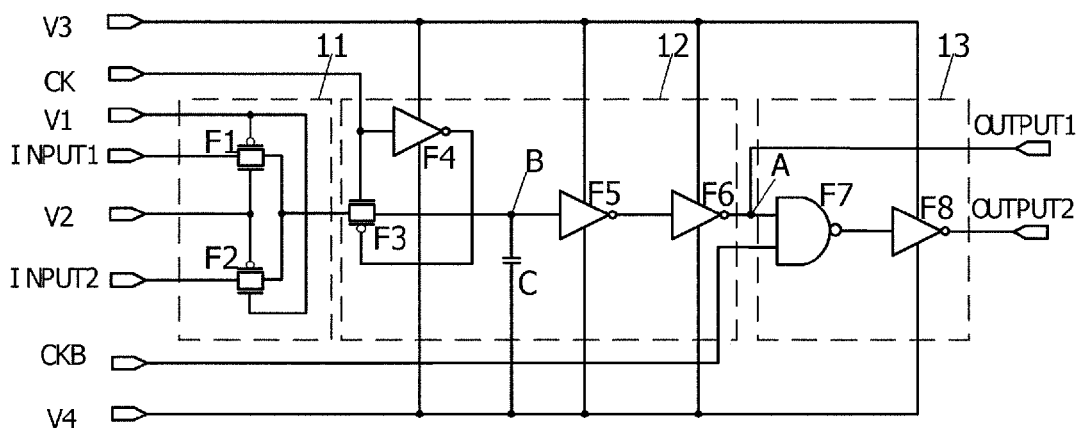 V3
11
12
13
CK
V1
F1
F4
OUTPUT1
INPUT1
B
F5
F6
A
F7
V2
F3
F8
OUTPUT2
F2
INPUT2
C
CKB
V4